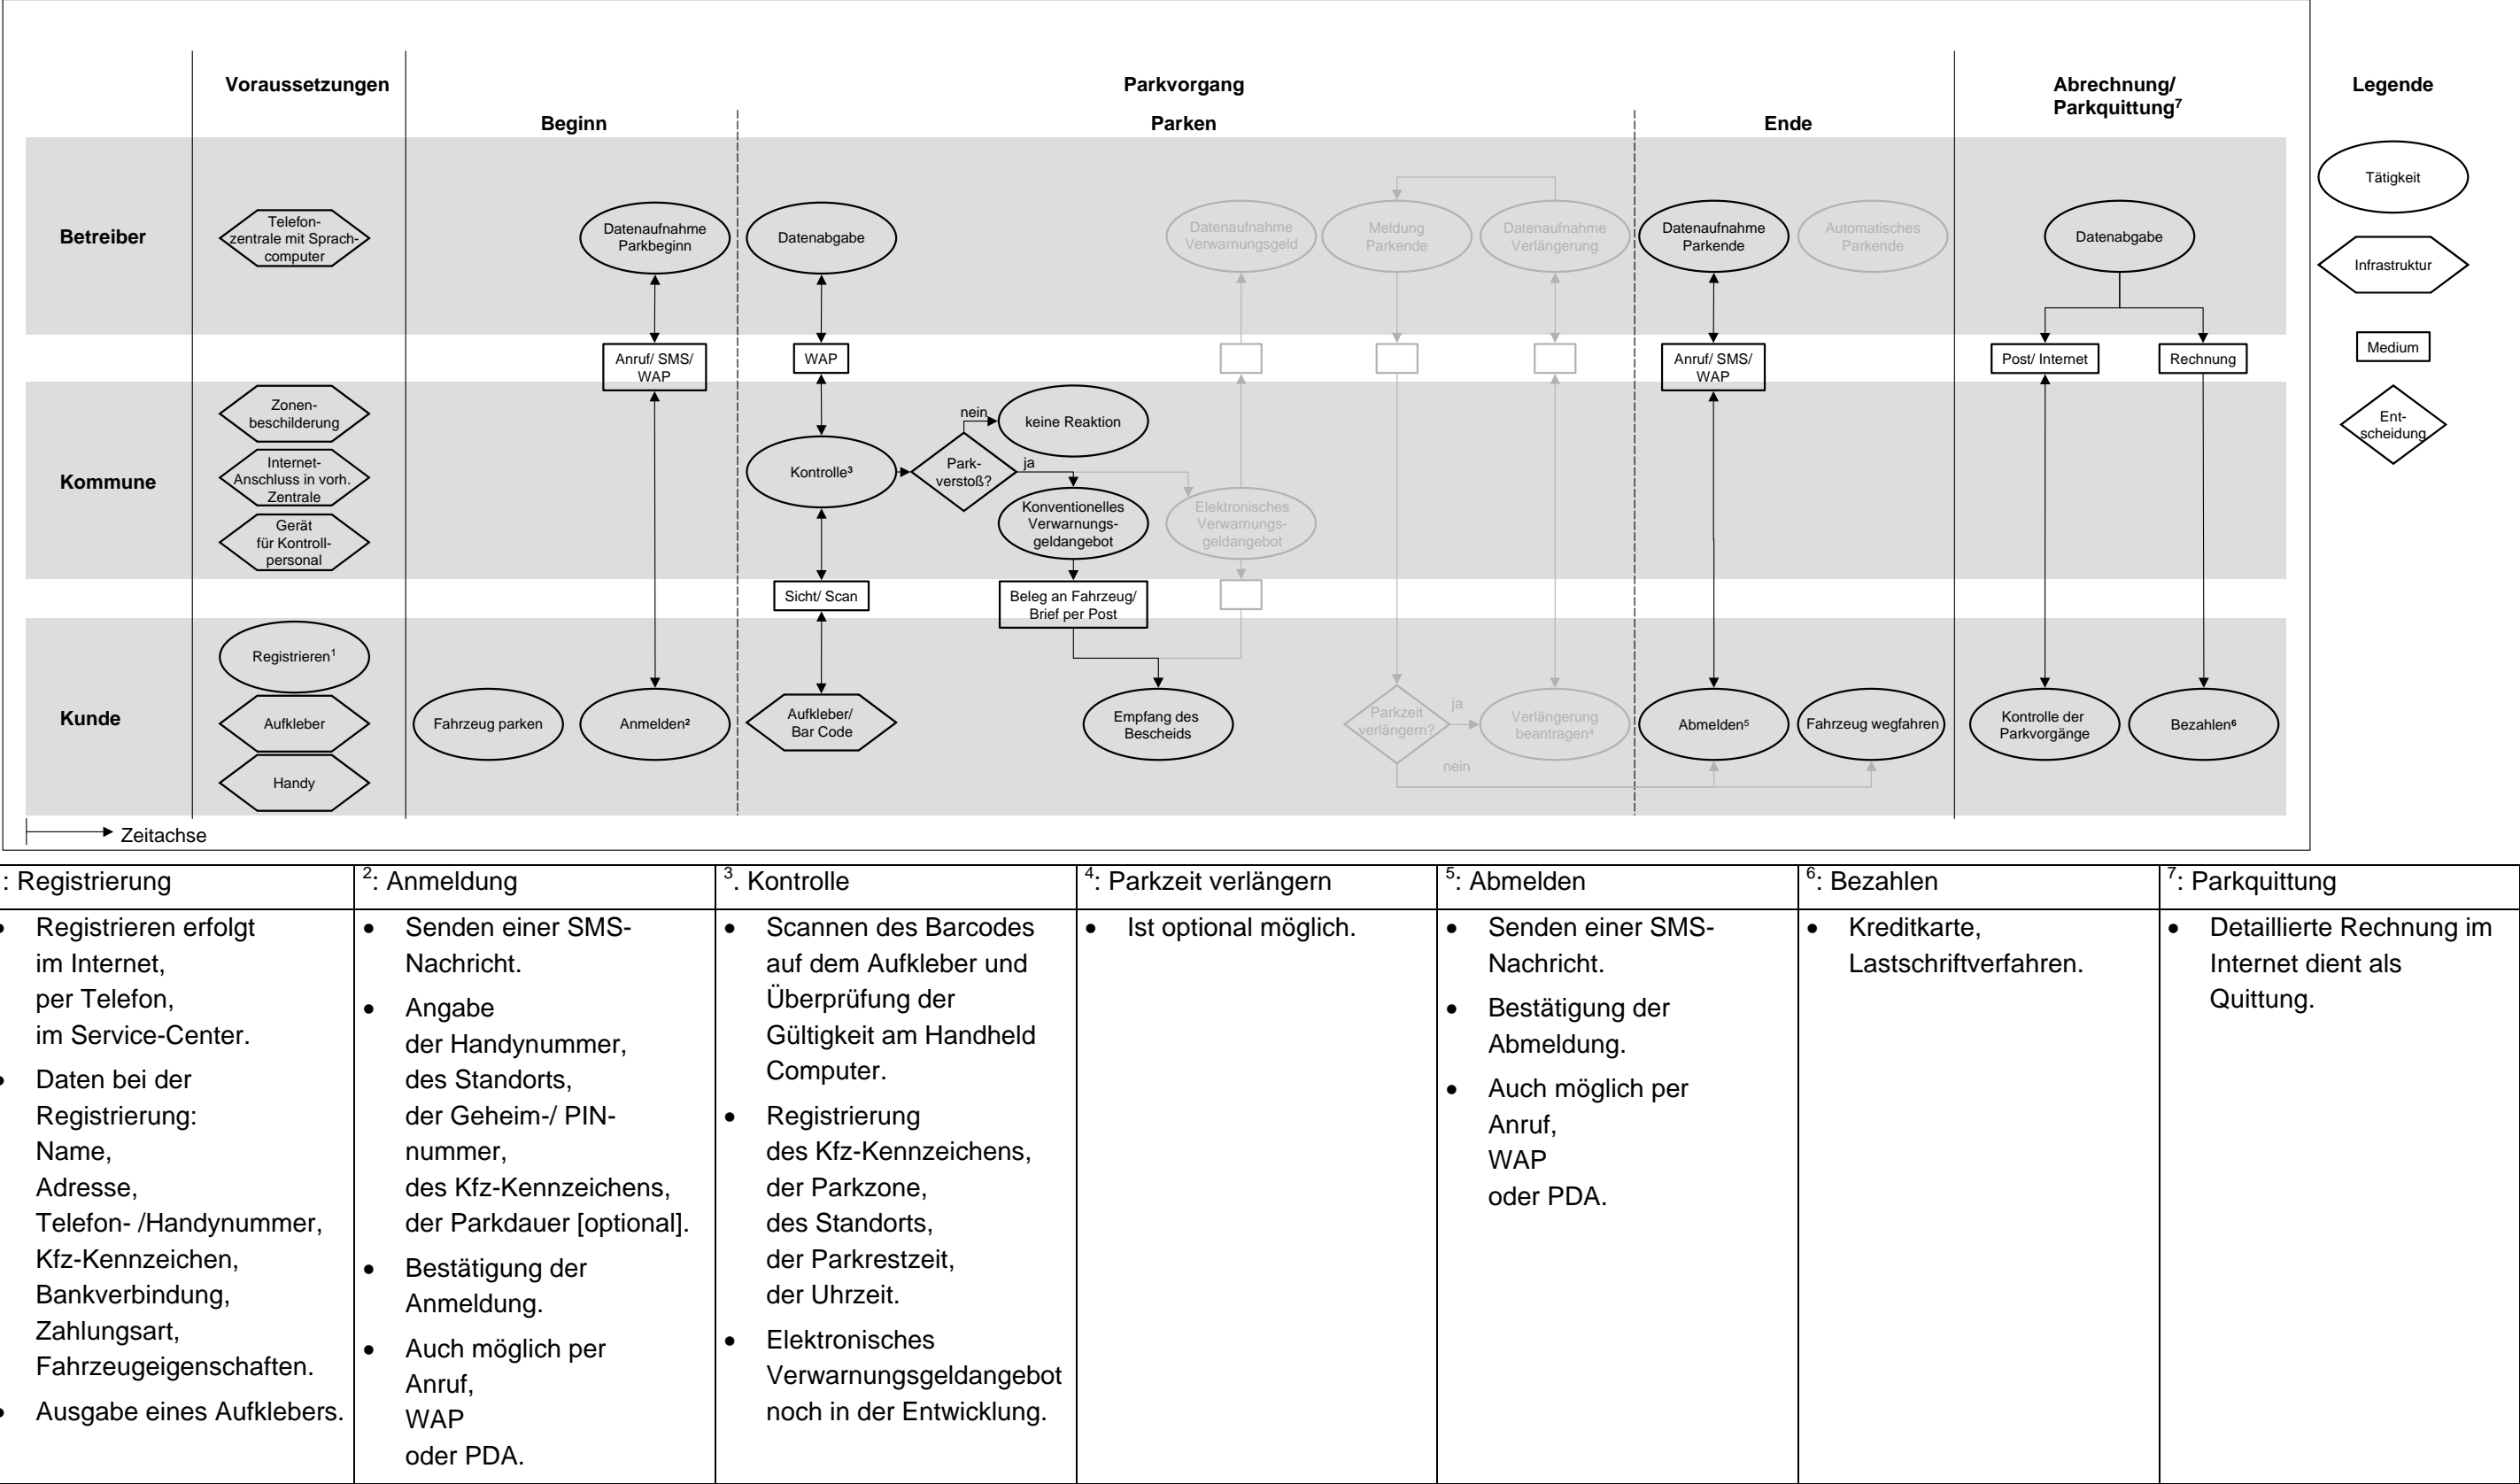 Voraussetzungen
Parkvorgang
Abrechnung/
Parkquittung⁷
Legende
Beginn
Parken
Ende
Betreiber
Telefon-
zentrale mit Sprach-
computer
Datenaufnahme
Parkbeginn
Datenabgabe
Datenaufnahme
Verwarnungsgeld
Meldung
Parkende
Datenaufnahme
Verlängerung
Datenaufnahme
Parkende
Automatisches
Parkende
Datenabgabe
Tätigkeit
Infrastruktur
Medium
Ent-
scheidung
Anruf/ SMS/
WAP
WAP
Anruf/ SMS/
WAP
Post/ Internet
Rechnung
Kommune
Zonen-
beschilderung
Internet-
Anschluss in vorh.
Zentrale
Gerät
für Kontroll-
personal
Kontrolle³
Park-
verstoß?
nein
keine Reaktion
ja
Konventionelles
Verwarnungs-
geldangebot
Elektronisches
Verwarnungs-
geldangebot
Sicht/ Scan
Beleg an Fahrzeug/
Brief per Post
Kunde
Registrieren¹
Aufkleber
Handy
Fahrzeug parken
Anmelden²
Aufkleber/
Bar Code
Empfang des
Bescheids
Parkzeit
verlängern?
ja
nein
Verlängerung
beantragen⁴
Abmelden⁵
Fahrzeug wegfahren
Kontrolle der
Parkvorgänge
Bezahlen⁶
Zeitachse
: Registrierung
• Registrieren erfolgt
im Internet,
per Telefon,
im Service-Center.
• Daten bei der
Registrierung:
Name,
Adresse,
Telefon- /Handynummer,
Kfz-Kennzeichen,
Bankverbindung,
Zahlungsart,
Fahrzeugeigenschaften.
• Ausgabe eines Aufklebers.
²: Anmeldung
• Senden einer SMS-
Nachricht.
• Angabe
der Handynummer,
des Standorts,
der Geheim-/ PIN-
nummer,
des Kfz-Kennzeichens,
der Parkdauer [optional].
• Bestätigung der
Anmeldung.
• Auch möglich per
Anruf,
WAP
oder PDA.
³. Kontrolle
• Scannen des Barcodes
auf dem Aufkleber und
Überprüfung der
Gültigkeit am Handheld
Computer.
• Registrierung
des Kfz-Kennzeichens,
der Parkzone,
des Standorts,
der Parkrestzeit,
der Uhrzeit.
• Elektronisches
Verwarnungsgeldangebot
noch in der Entwicklung.
⁴: Parkzeit verlängern
• Ist optional möglich.
⁵: Abmelden
• Senden einer SMS-
Nachricht.
• Bestätigung der
Abmeldung.
• Auch möglich per
Anruf,
WAP
oder PDA.
⁶: Bezahlen
• Kreditkarte,
Lastschriftverfahren.
⁷: Parkquittung
• Detaillierte Rechnung im
Internet dient als
Quittung.